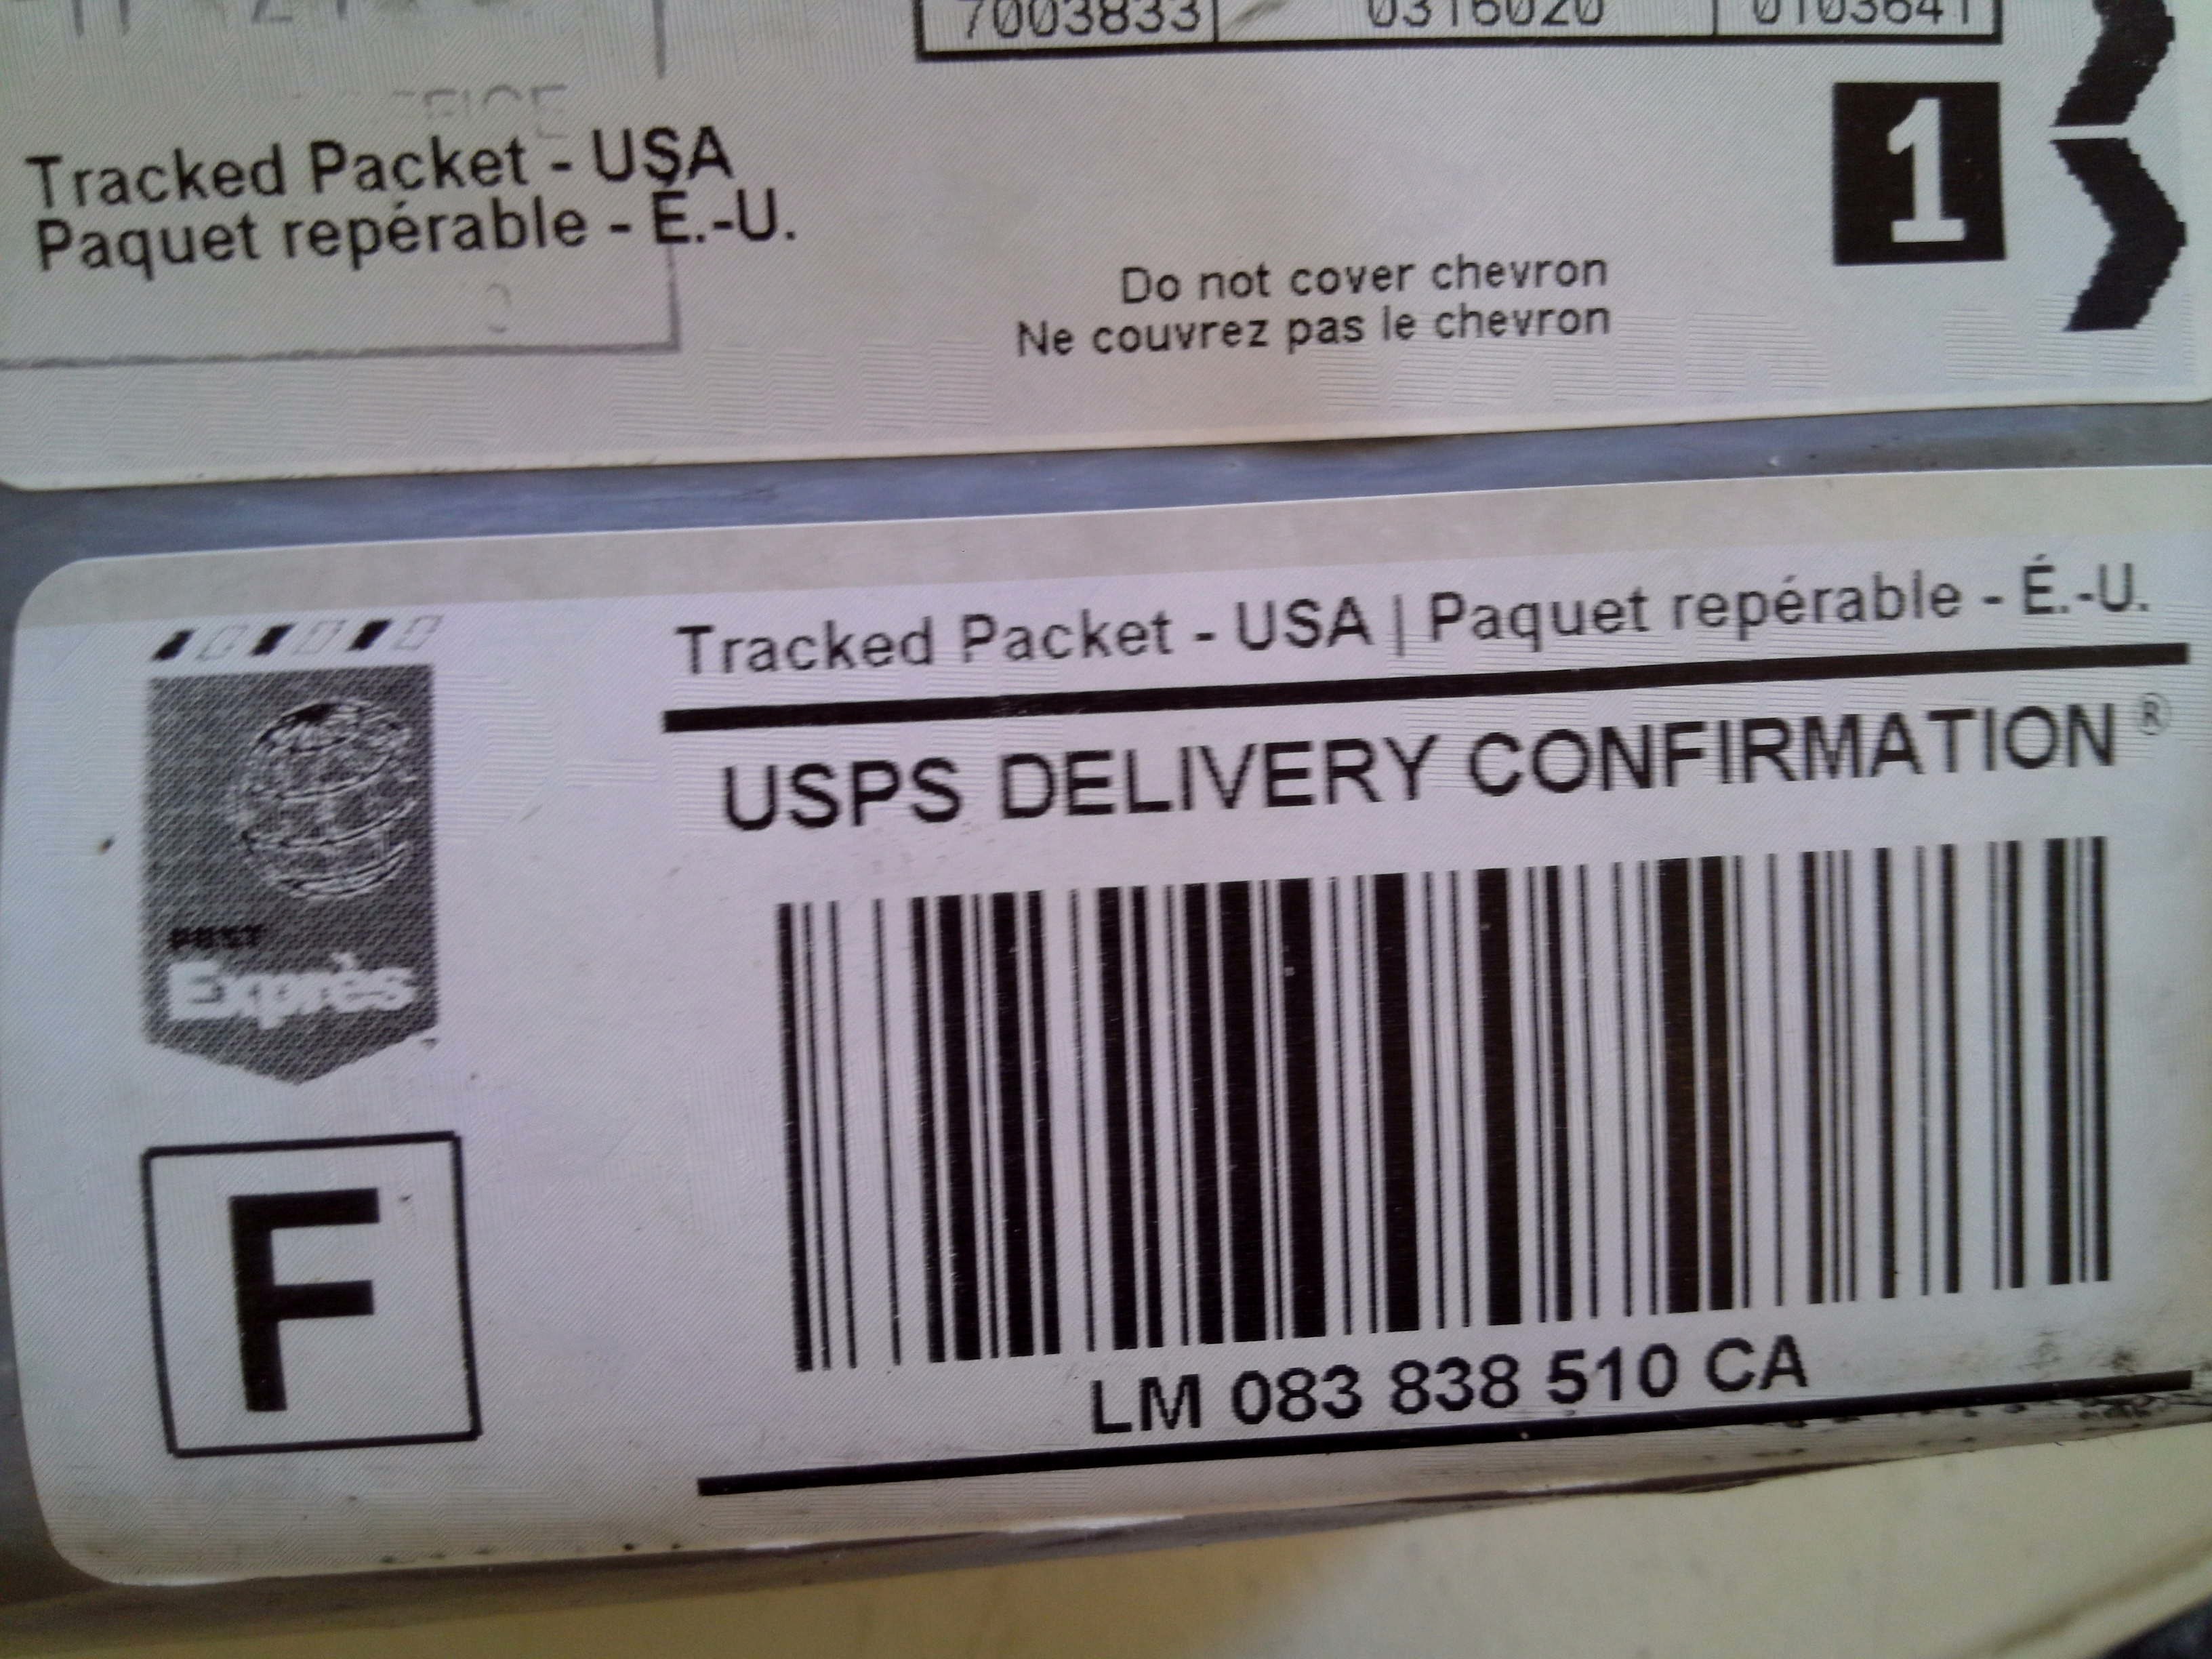 7003833 0316020 0103641
1
Tracked Packet - USA
Paquet repérable - É.-U.
Do not cover chevron
Ne couvrez pas le chevron
Tracked Packet - USA | Paquet repérable - É.-U.
USPS DELIVERY CONFIRMATION ®
POST
Exprès
F
LM 083 838 510 CA